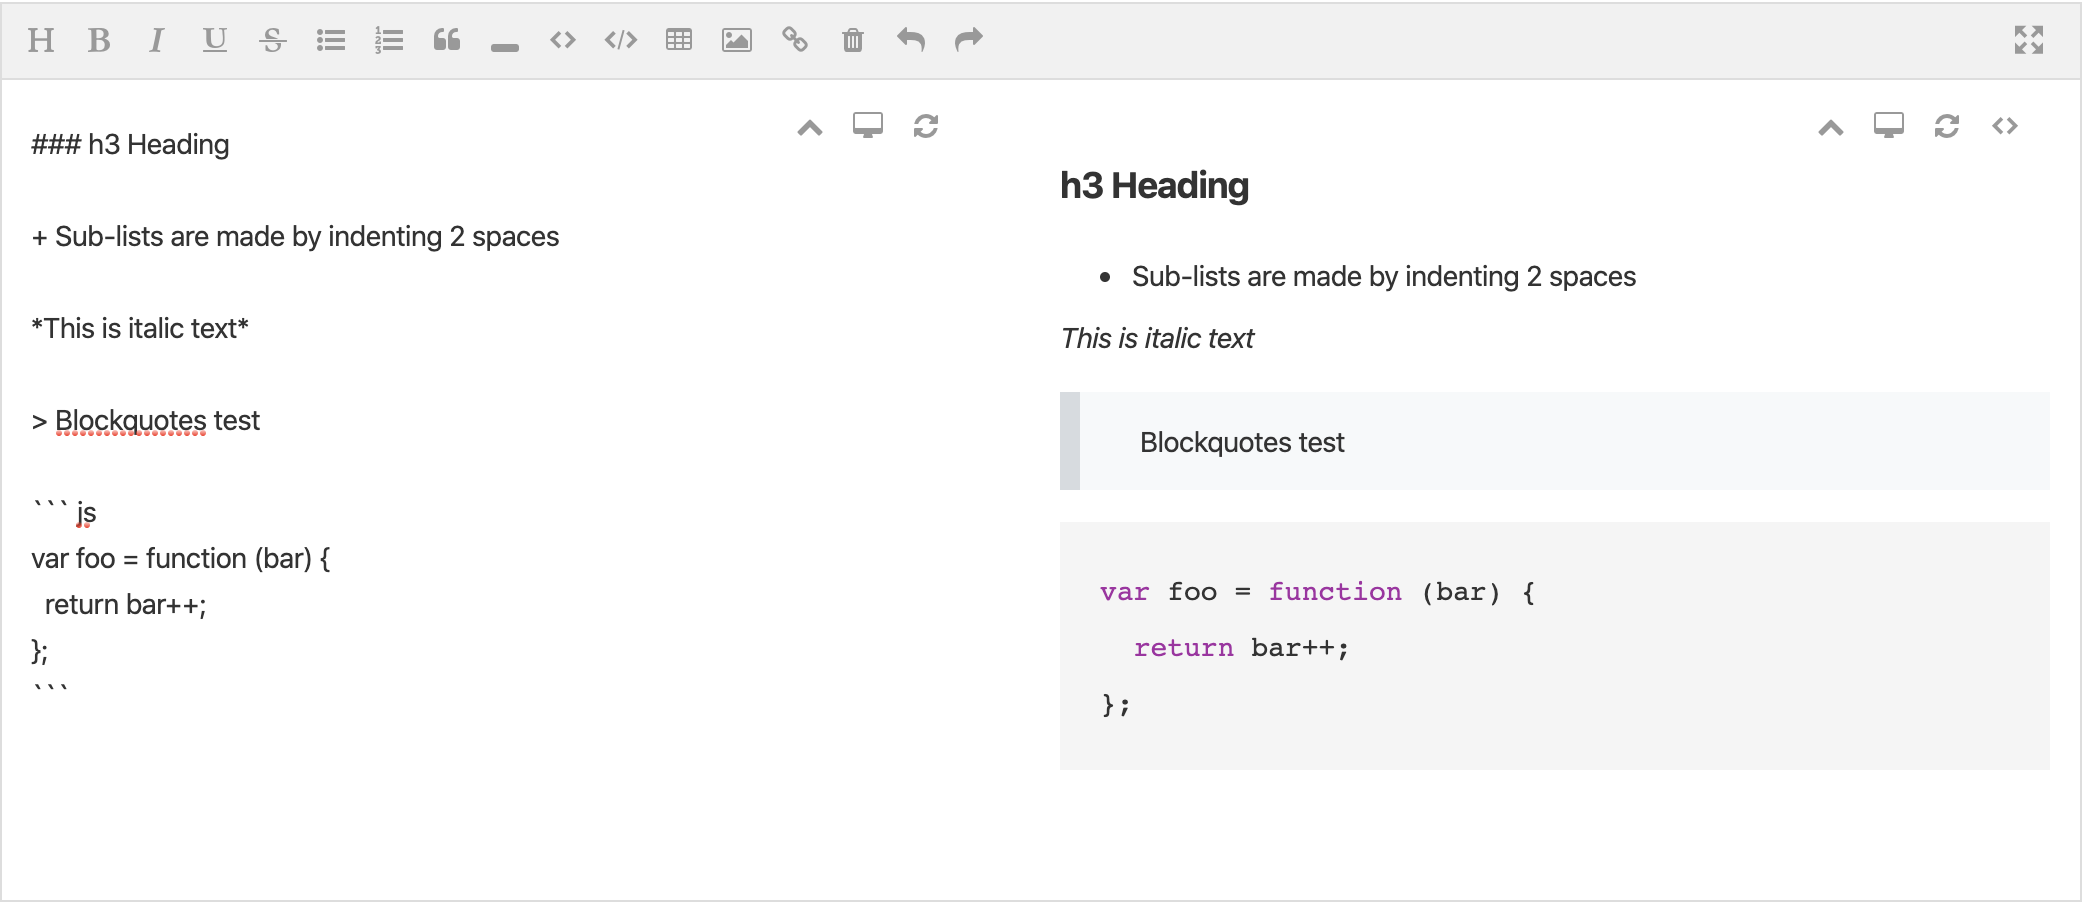 H B I U S
### h3 Heading
+ Sub-lists are made by indenting 2 spaces
*This is italic text*
> Blockquotes test
``` js
var foo = function (bar) {
  return bar++;
};
```
h3 Heading
• Sub-lists are made by indenting 2 spaces
This is italic text
Blockquotes test
var foo = function (bar) {
  return bar++;
};